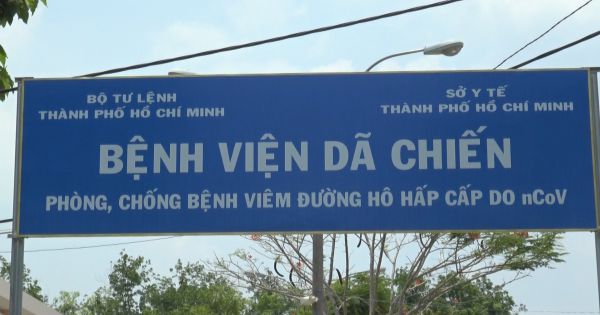 BỘ TƯ LỆNH
THÀNH PHỐ HỒ CHÍ MINH
SỞ Y TẾ
THÀNH PHỐ HỒ CHÍ MINH
BỆNH VIỆN DÃ CHIẾN
PHÒNG, CHỐNG BỆNH VIÊM ĐƯỜNG HÔ HẤP CẤP DO nCoV